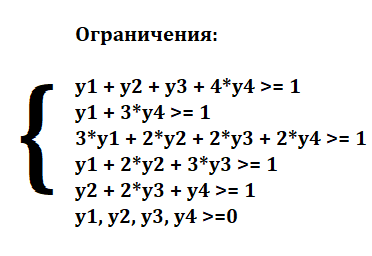 Ограничения:
y1 + y2 + y3 + 4*y4 >= 1
y1 + 3*y4 >= 1
3*y1 + 2*y2 + 2*y3 + 2*y4 >= 1
y1 + 2*y2 + 3*y3 >= 1
y2 + 2*y3 + y4 >= 1
y1, y2, y3, y4 >=0